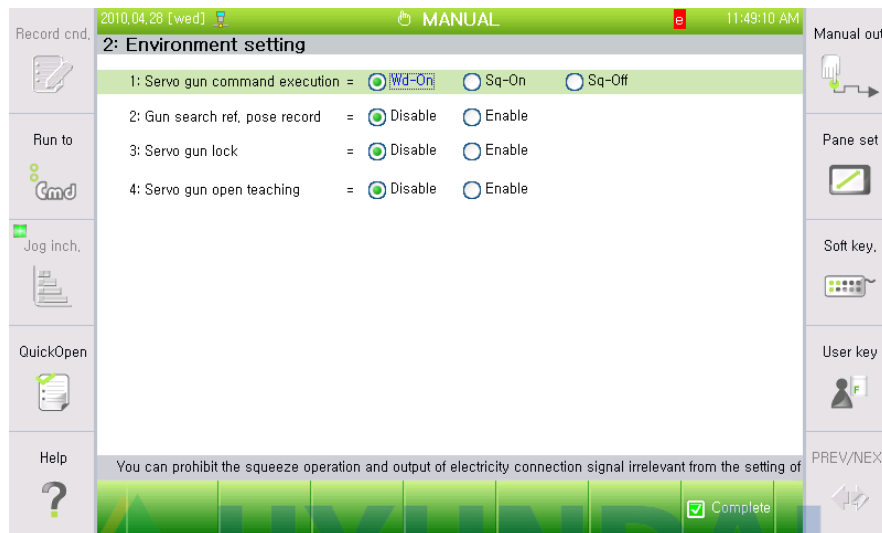 2010,04,28 [wed] MANUAL e 11:49:10 AM
2: Environment setting
1: Servo gun command execution = Wd-On Sq-On Sq-Off
2: Gun search ref, pose record = Disable Enable
3: Servo gun lock = Disable Enable
4: Servo gun open teaching = Disable Enable
You can prohibit the squeeze operation and output of electricity connection signal irrelevant from the setting of
Complete
Record cnd,
Run to
Cmd
Jog inch,
QuickOpen
Help
?
Manual out
Pane set
Soft key,
User key
F
PREV/NEX
HYUNDAI